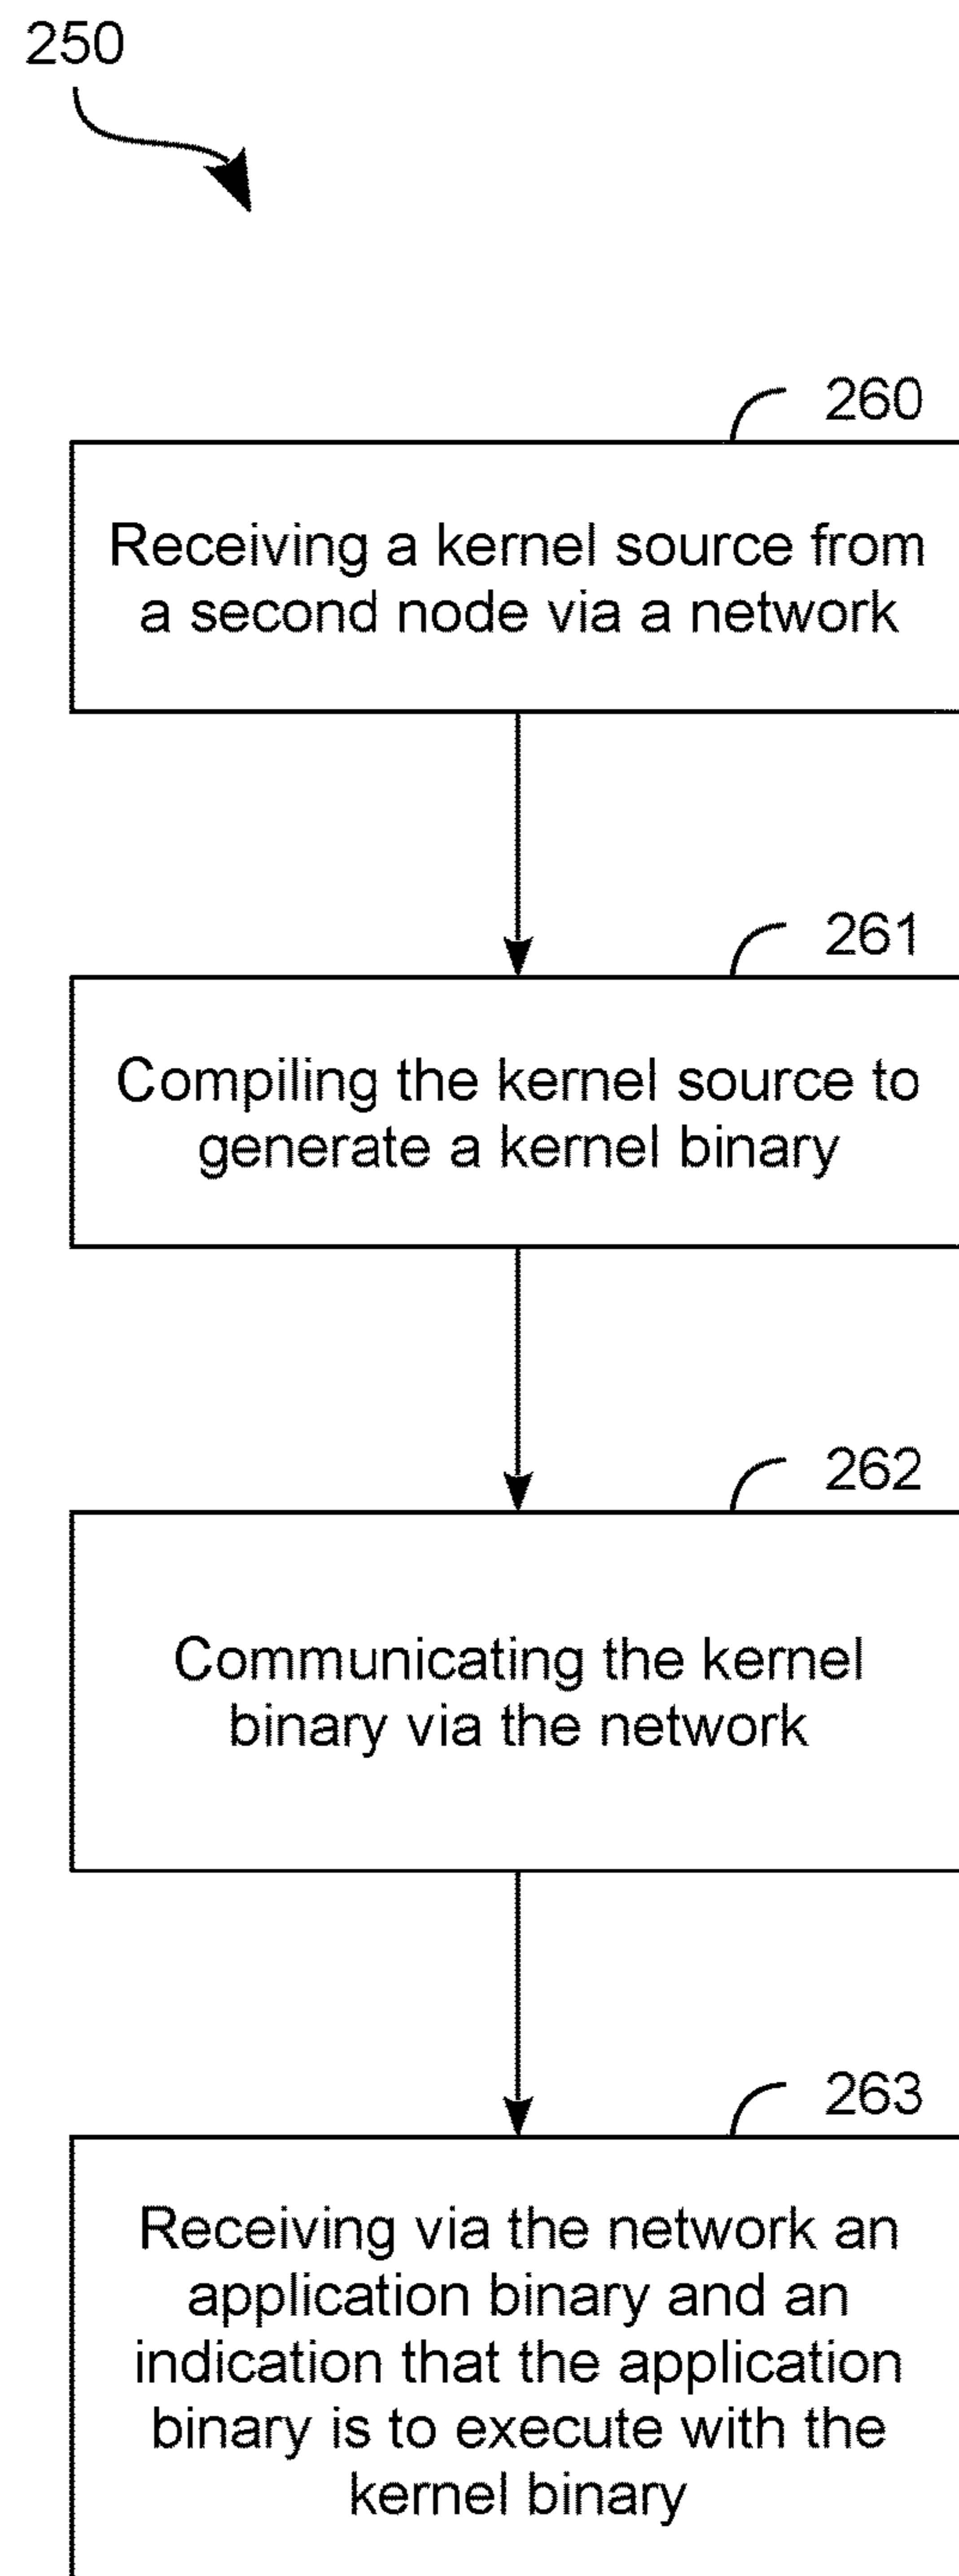 250
260
Receiving a kernel source from
a second node via a network
261
Compiling the kernel source to
generate a kernel binary
262
Communicating the kernel
binary via the network
263
Receiving via the network an
application binary and an
indication that the application
binary is to execute with the
kernel binary